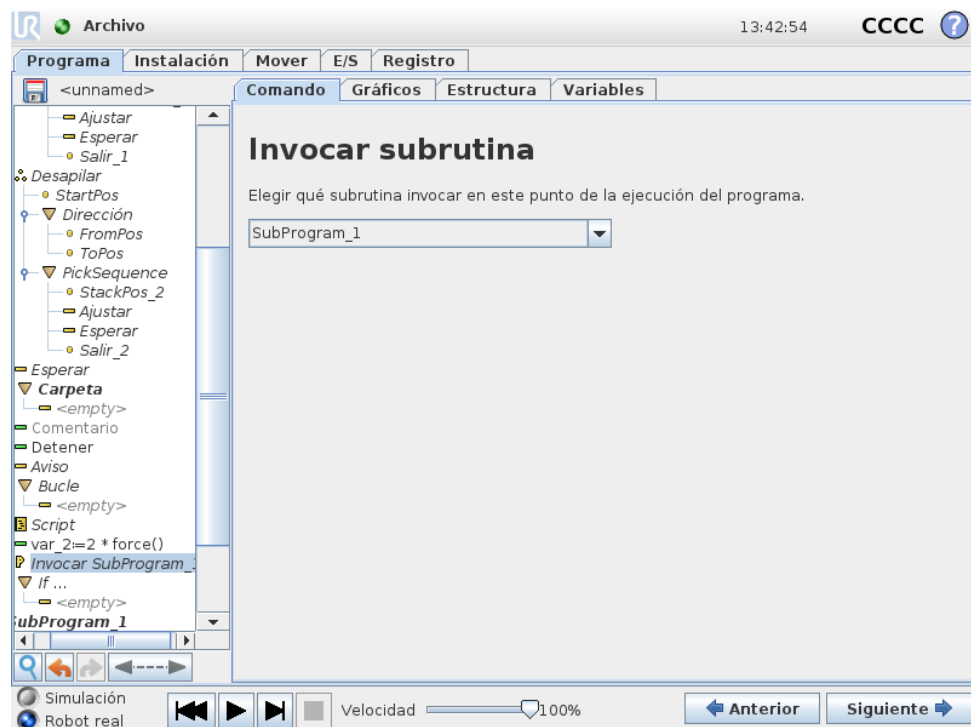 UR Archivo 13:42:54 CCCC ?
Programa Instalación Mover E/S Registro
<unnamed>
Comando Gráficos Estructura Variables
Ajustar
Esperar
Salir_1
Desapilar
StartPos
Dirección
FromPos
ToPos
PickSequence
StackPos_2
Ajustar
Esperar
Salir_2
Esperar
Carpeta
<empty>
Comentario
Detener
Aviso
Bucle
<empty>
Script
var_2:=2 * force()
Invocar SubProgram_1
If ...
<empty>
SubProgram_1
Invocar subrutina
Elegir qué subrutina invocar en este punto de la ejecución del programa.
SubProgram_1
Simulación
Robot real
Velocidad 100%
Anterior Siguiente